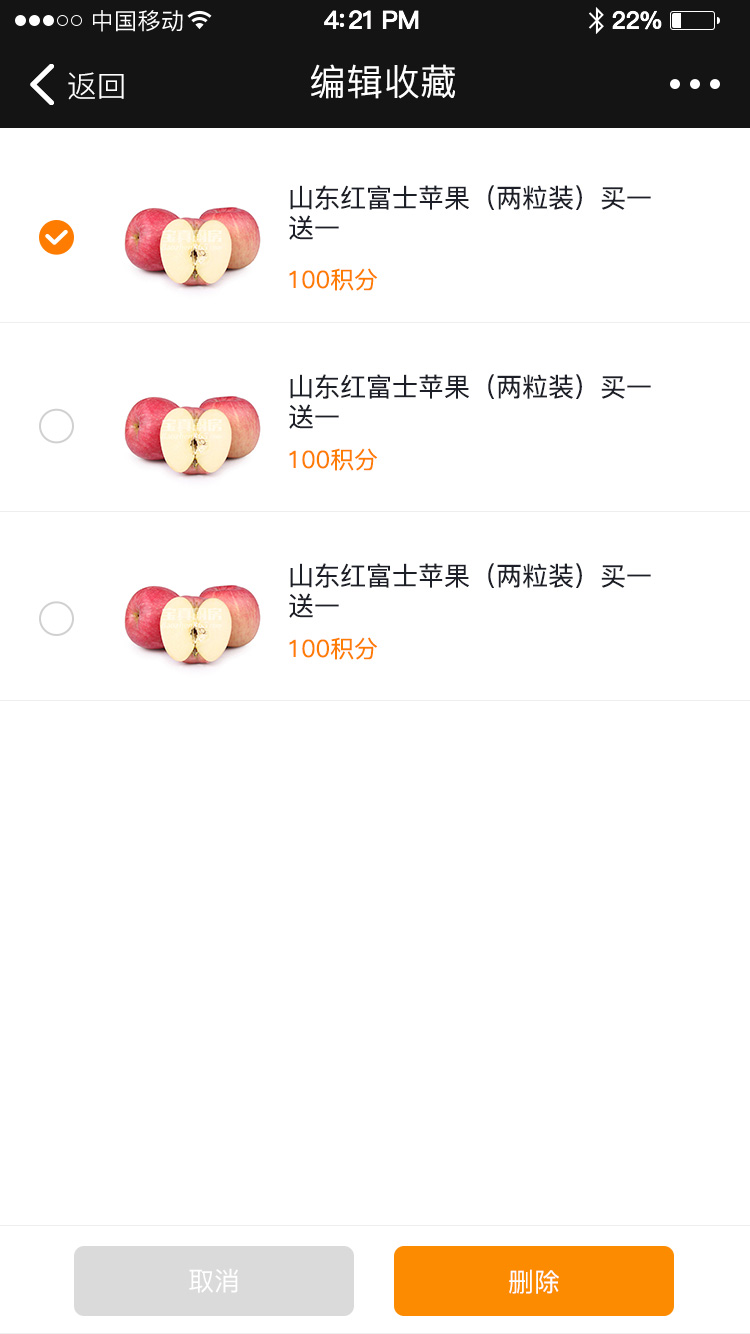 中国移动
4:21 PM
22%
返回
编辑收藏
山东红富士苹果（两粒装）买一
送一
100积分
山东红富士苹果（两粒装）买一
送一
100积分
山东红富士苹果（两粒装）买一
送一
100积分
取消
删除